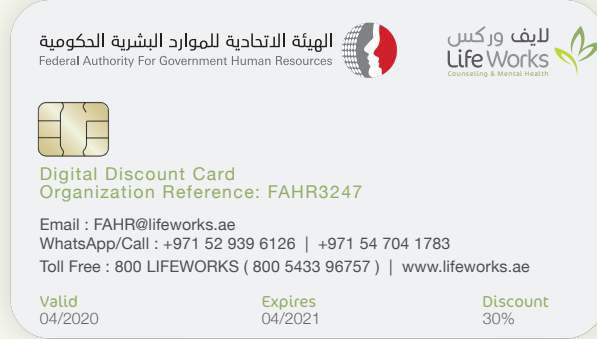 الهيئة الاتحادية للموارد البشرية الحكومية
Federal Authority For Government Human Resources
لايف وركس
Life Works
Counseling & Mental Health
Digital Discount Card
Organization Reference: FAHR3247
Email : FAHR@lifeworks.ae
WhatsApp/Call : +971 52 939 6126 | +971 54 704 1783
Toll Free : 800 LIFEWORKS ( 800 5433 96757 ) | www.lifeworks.ae
Valid Expires Discount
04/2020 04/2021 30%